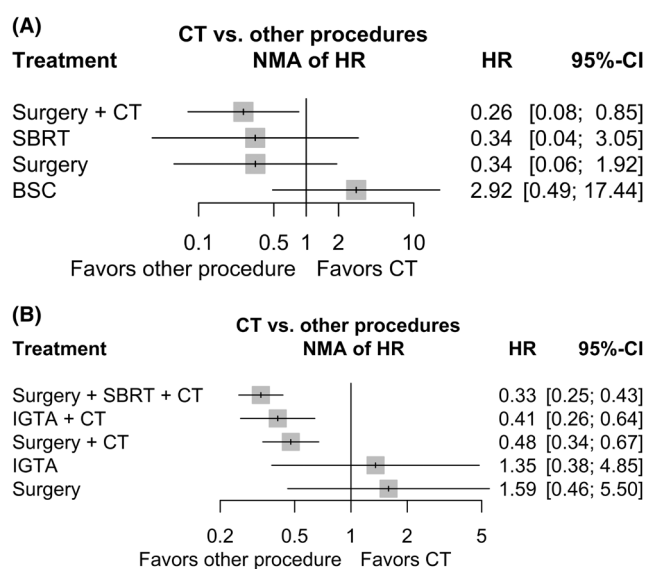 (A)
CT vs. other procedures
Treatment NMA of HR HR 95%-CI
Surgery + CT 0.26 [0.08; 0.85]
SBRT 0.34 [0.04; 3.05]
Surgery 0.34 [0.06; 1.92]
BSC 2.92 [0.49; 17.44]
0.1 0.5 1 2 10
Favors other procedure Favors CT
(B)
CT vs. other procedures
Treatment NMA of HR HR 95%-CI
Surgery + SBRT + CT 0.33 [0.25; 0.43]
IGTA + CT 0.41 [0.26; 0.64]
Surgery + CT 0.48 [0.34; 0.67]
IGTA 1.35 [0.38; 4.85]
Surgery 1.59 [0.46; 5.50]
0.2 0.5 1 2 5
Favors other procedure Favors CT